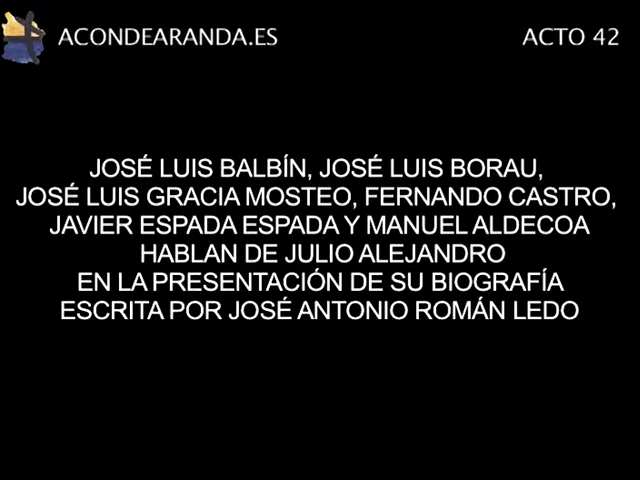 ACONDEARANDA.ES
ACTO 42
JOSÉ LUIS BALBÍN, JOSÉ LUIS BORAU,
JOSÉ LUIS GRACIA MOSTEO, FERNANDO CASTRO,
JAVIER ESPADA ESPADA Y MANUEL ALDECOA
HABLAN DE JULIO ALEJANDRO
EN LA PRESENTACIÓN DE SU BIOGRAFÍA
ESCRITA POR JOSÉ ANTONIO ROMÁN LEDO